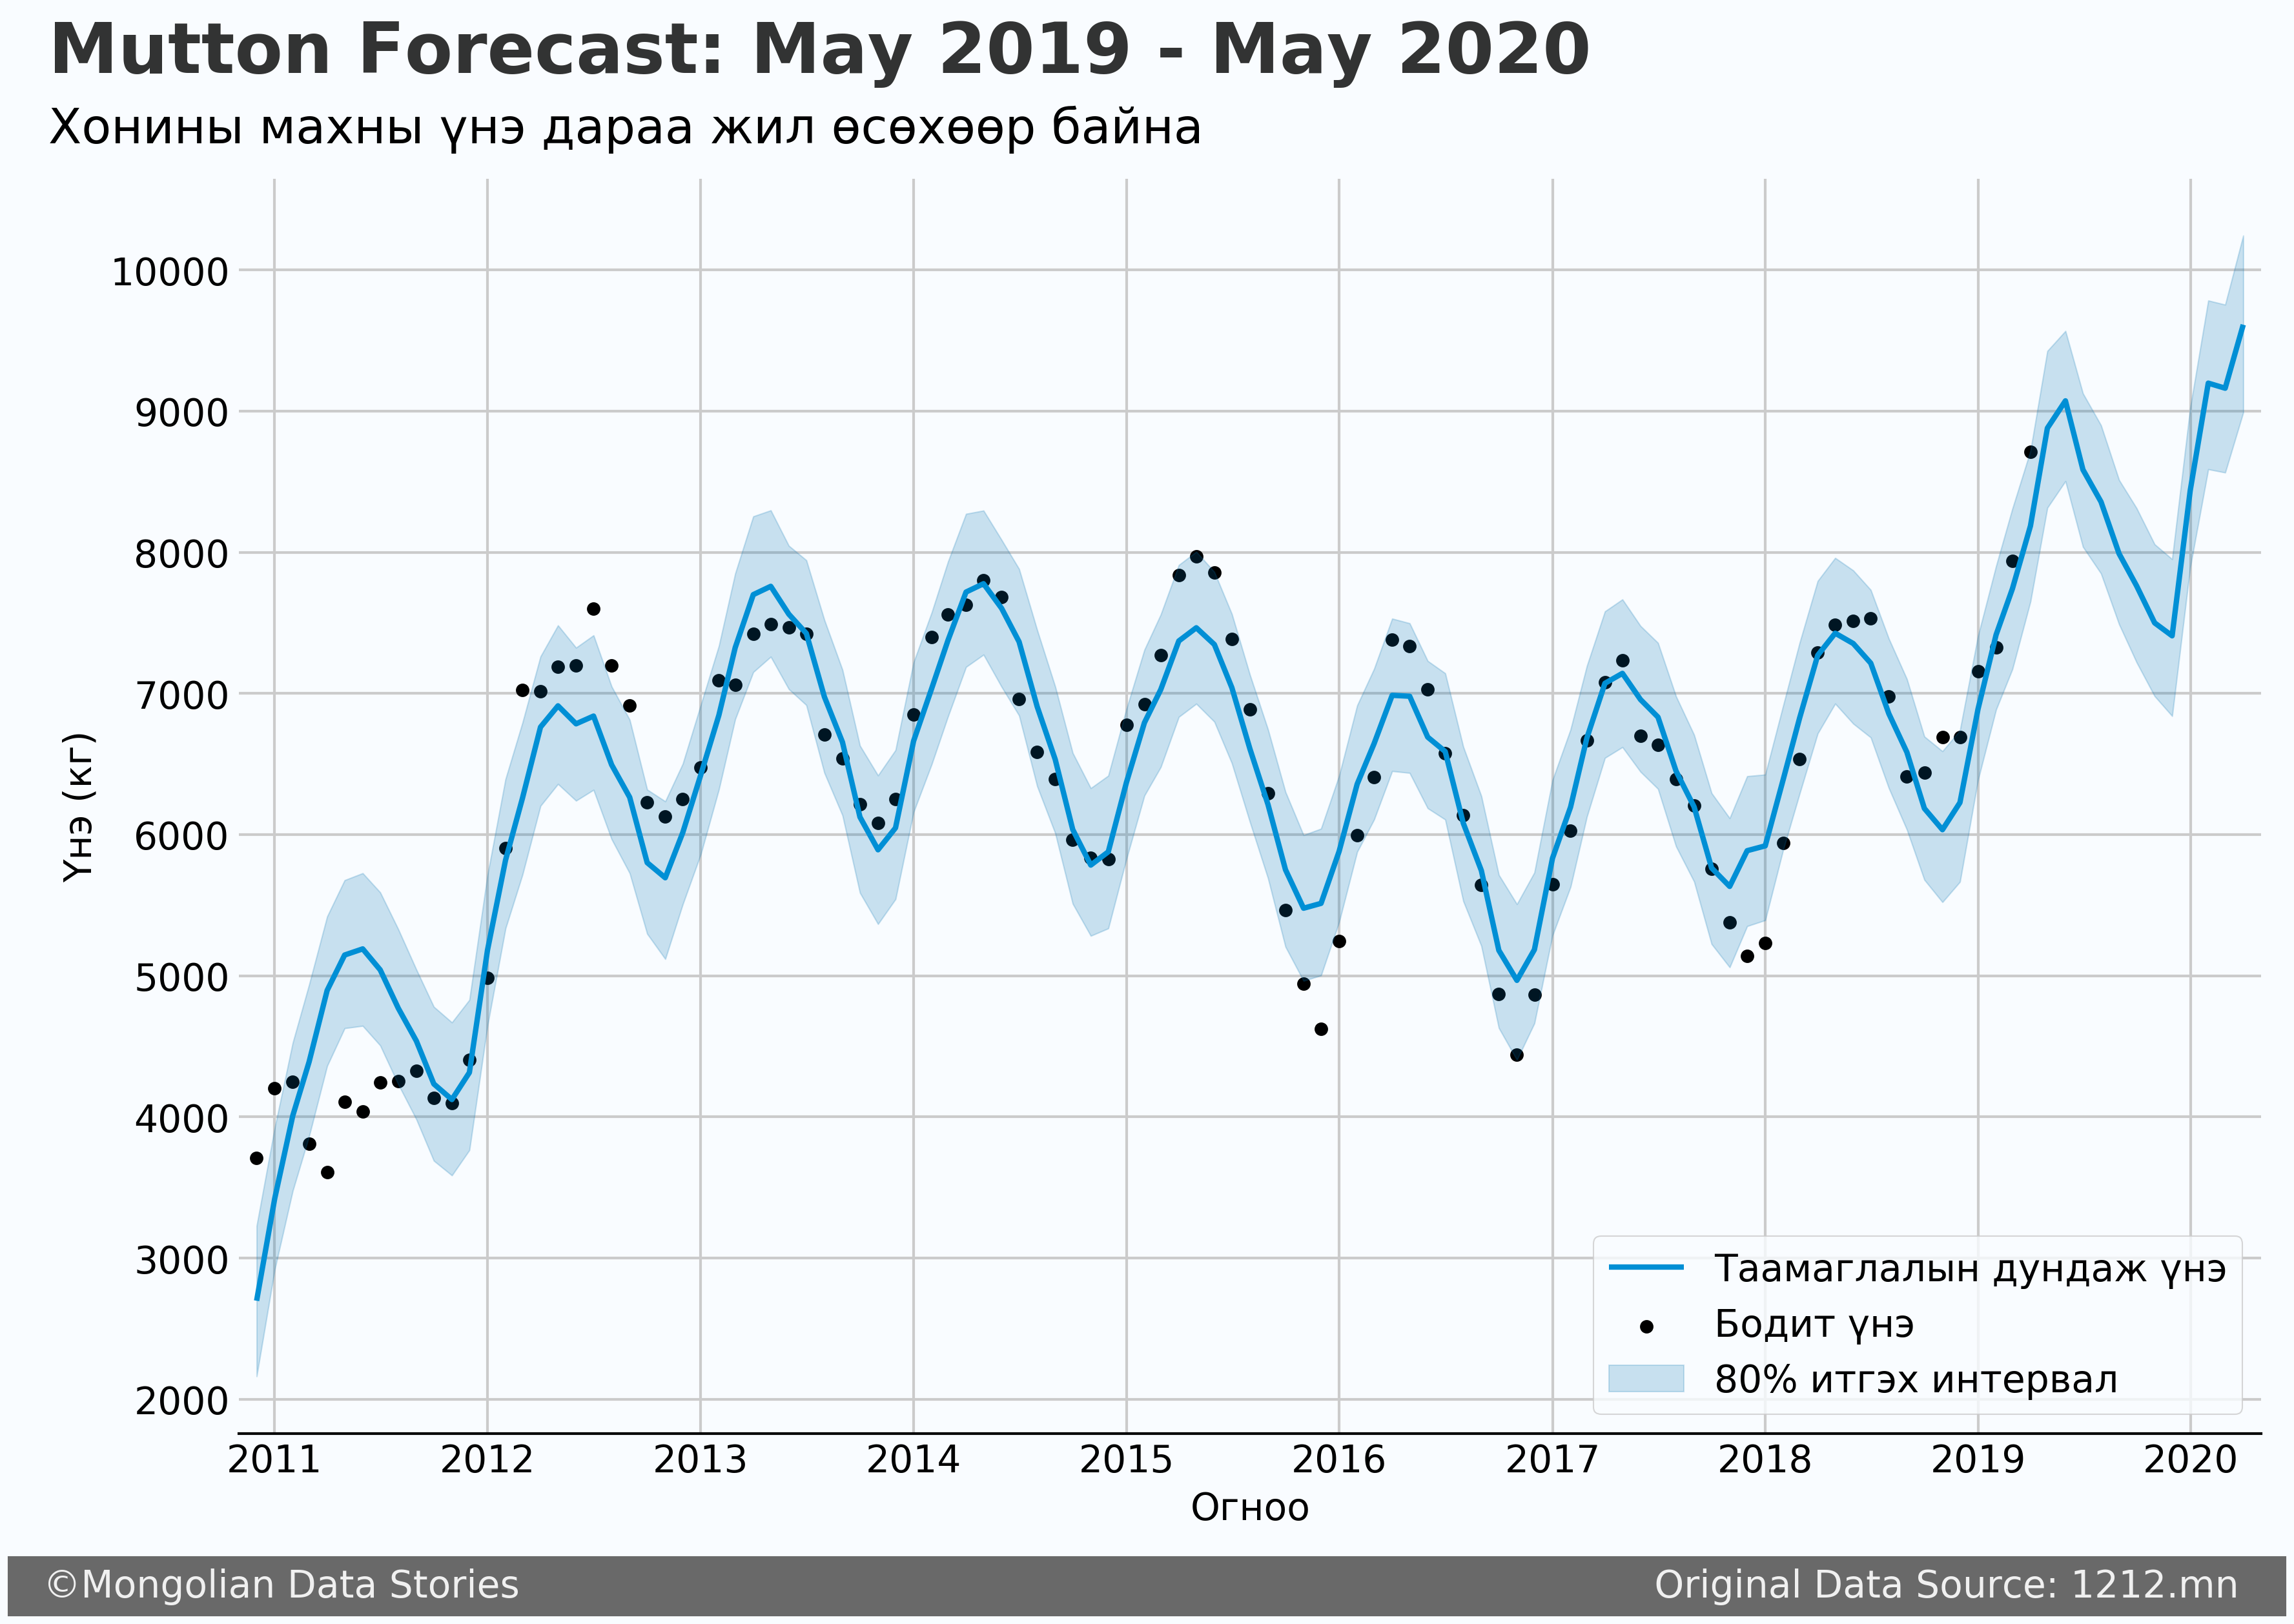 Mutton Forecast: May 2019 - May 2020
Хонины махны үнэ дараа жил өсөхөөр байна
Үнэ (кг)
10000
9000
8000
7000
6000
5000
4000
3000
2000
Таамаглалын дундаж үнэ
Бодит үнэ
80% итгэх интервал
2011 2012 2013 2014 2015 2016 2017 2018 2019 2020
Огноо
©Mongolian Data Stories
Original Data Source: 1212.mn